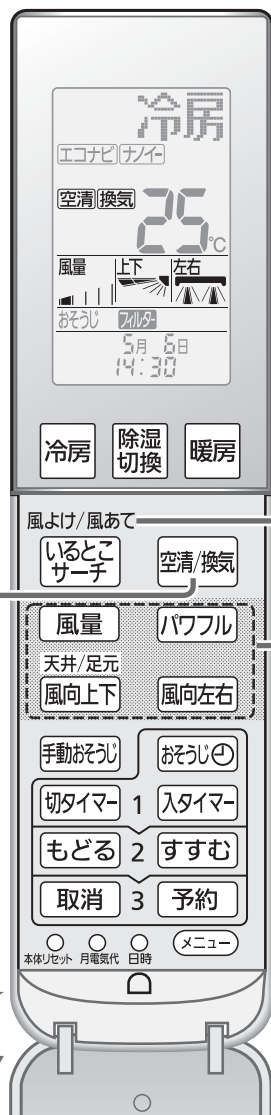 冷房
エコナビ ナノイー
空清 換気 25℃
風量 上下 左右
おそうじ フィルター
5月 6日
14:30
冷房 除湿切換 暖房
風よけ/風あて
いるとこサーチ 空清/換気
風量 パワフル
天井/足元
風向上下 風向左右
手動おそうじ おそうじ
切タイマー 1 入タイマー
もどる 2 すすむ
取消 3 予約
本体リセット 月電気代 日時 メニュー